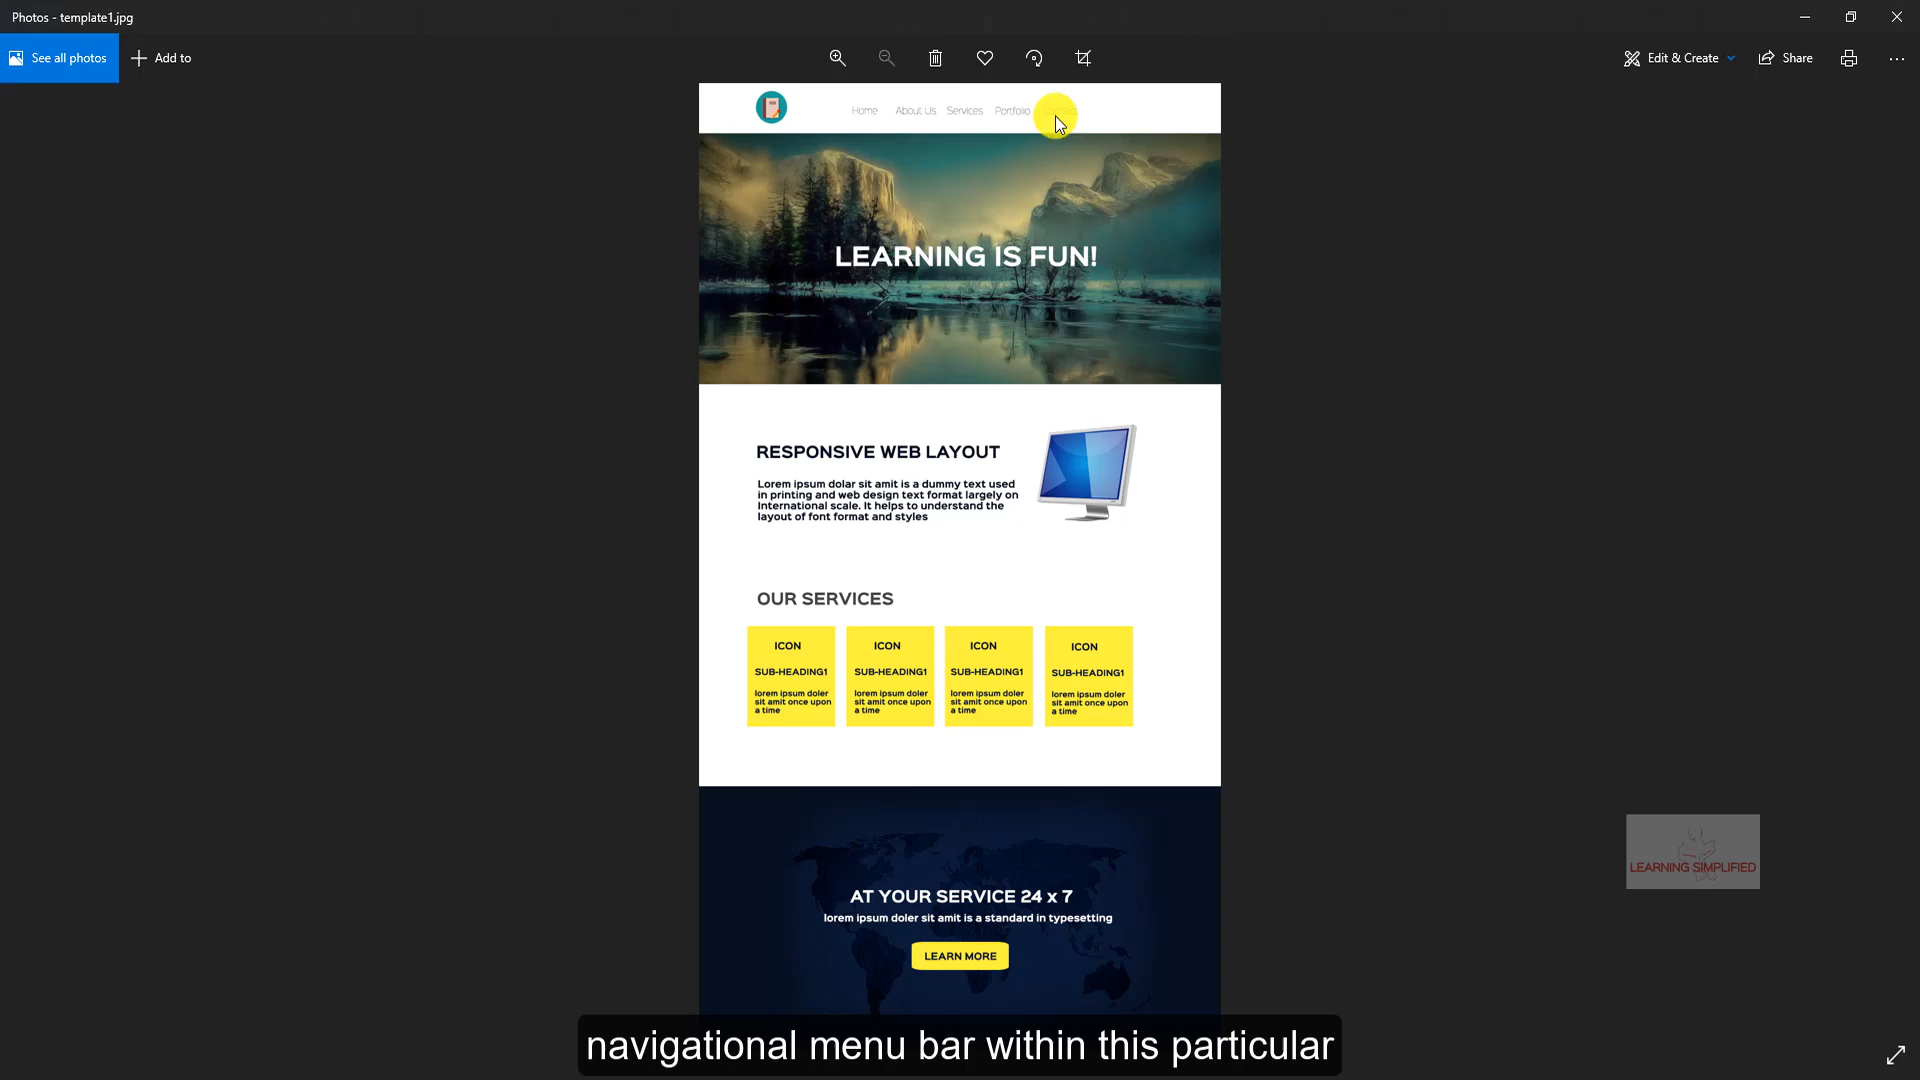 Photos - template1.jpg
See all photos
Add to
Edit & Create
Share
Home About Us Services Portfolio
LEARNING IS FUN!
RESPONSIVE WEB LAYOUT
Lorem ipsum dolar sit amit is a dummy text used
in printing and web design text format largely on
International scale. It helps to understand the
layout of font format and styles
OUR SERVICES
ICON
SUB-HEADING1
lorem ipsum doler
sit amit once upon
a time
ICON
SUB-HEADING1
lorem ipsum doler
sit amit once upon
a time
ICON
SUB-HEADING1
lorem ipsum doler
sit amit once upon
a time
ICON
SUB-HEADING1
lorem ipsum doler
sit amit once upon
a time
AT YOUR SERVICE 24 x 7
lorem ipsum doler sit amit is a standard in typesetting
LEARN MORE
LEARNING SIMPLIFIED
navigational menu bar within this particular